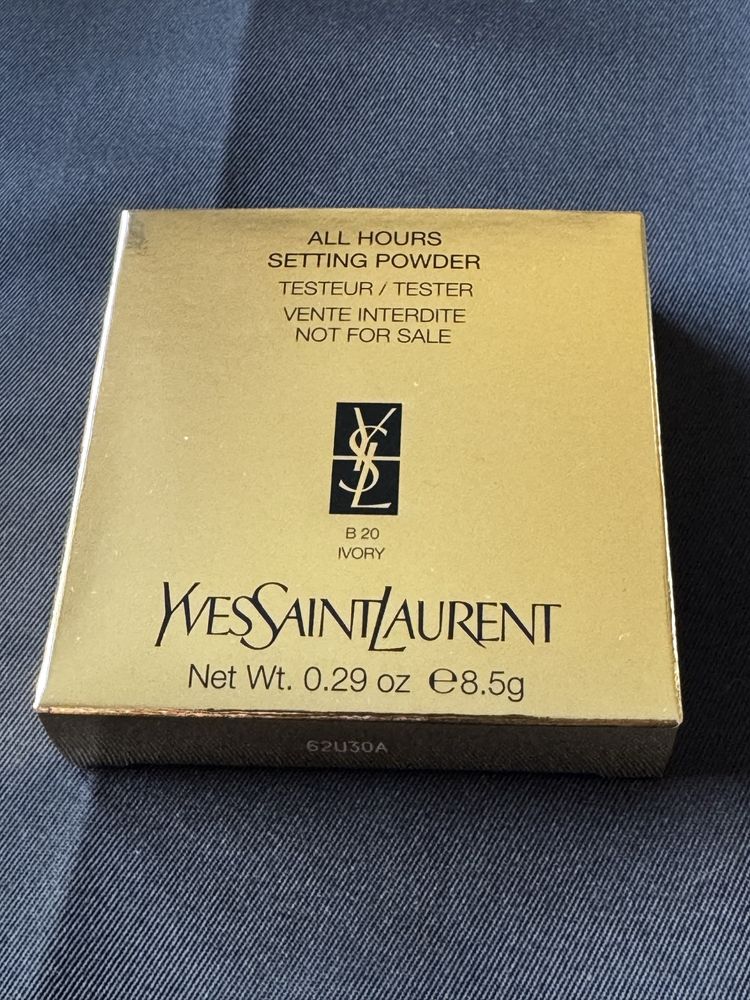 ALL HOURS
SETTING POWDER
TESTEUR / TESTER
VENTE INTERDITE
NOT FOR SALE
YSL
B 20
IVORY
YVESSAINTLAURENT
Net Wt. 0.29 oz ℮8.5g
62U30A